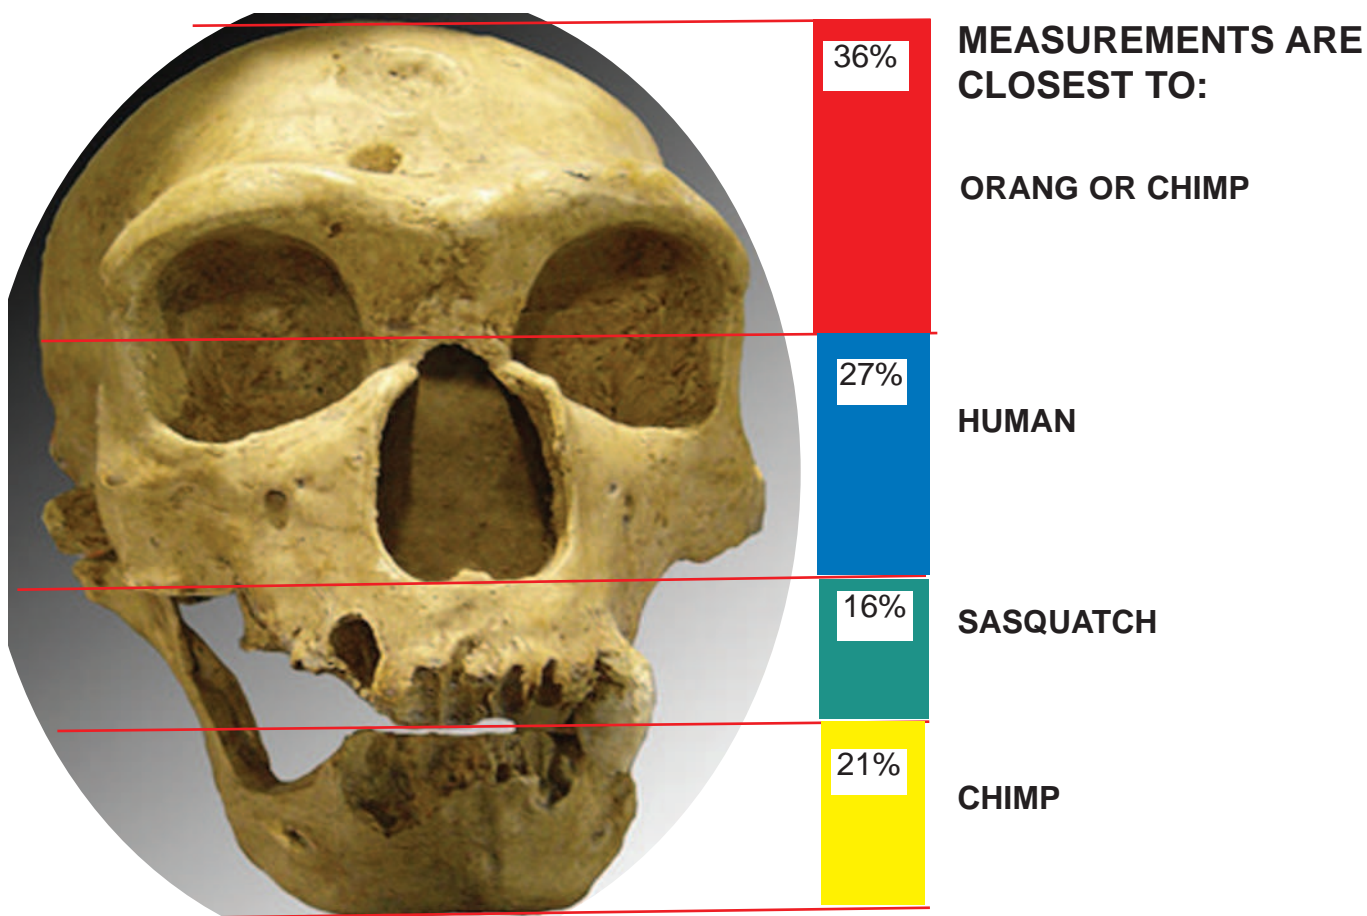 36%
MEASUREMENTS ARE
CLOSEST TO:
ORANG OR CHIMP
27%
HUMAN
16%
SASQUATCH
21%
CHIMP